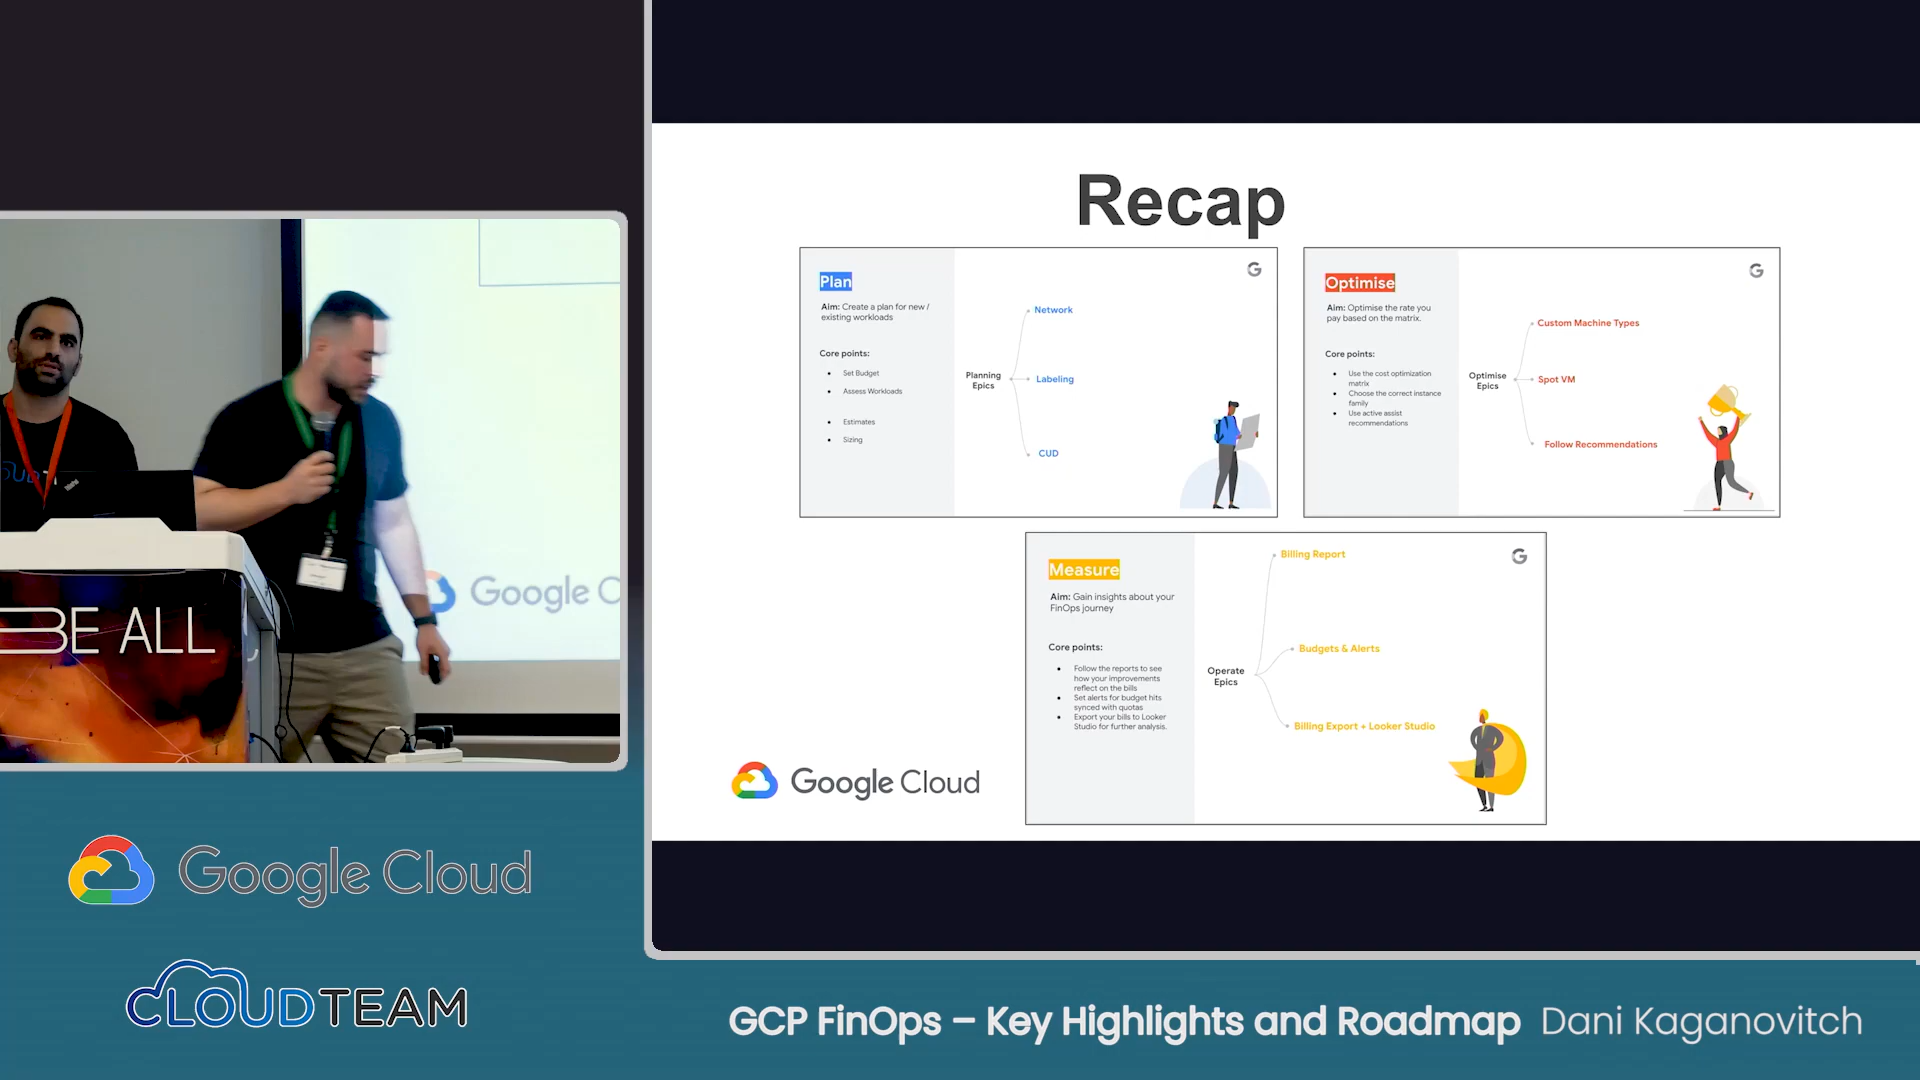 Recap
Plan
Aim: Create a plan for new /
existing workloads
Core points:
Set Budget
Assess Workloads
Estimates
Sizing
Planning
Epics
Network
Labeling
CUD
Optimise
Aim: Optimise the rate you
pay based on the matrix.
Core points:
Use the cost optimization
matrix
Choose the correct instance
family
Use active assist
recommendations
Optimise
Epics
Custom Machine Types
Spot VM
Follow Recommendations
Measure
Aim: Gain insights about your
FinOps journey
Core points:
Follow the reports to see
how your improvements
reflect on the bills
Set alerts for budget hits
synced with quotas
Export your bills to Looker
Studio for further analysis.
Operate
Epics
Billing Report
Budgets & Alerts
Billing Export + Looker Studio
Google Cloud
Google C
BE ALL
Google Cloud
CLOUDTEAM
GCP FinOps – Key Highlights and Roadmap Dani Kaganovitch